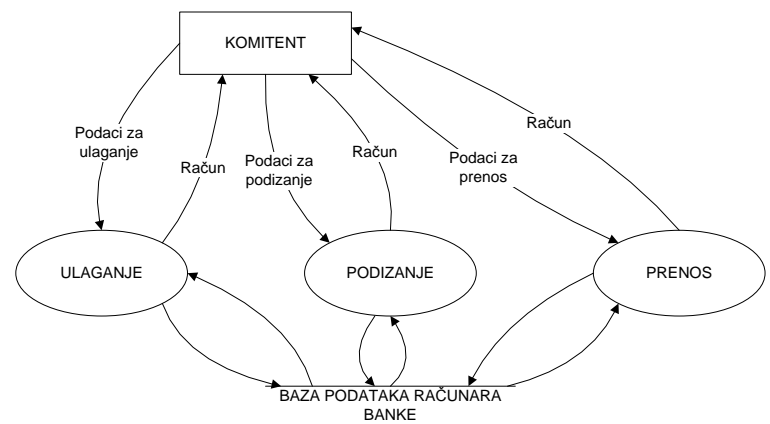 KOMITENT
Podaci za
ulaganje
Račun
Podaci za
podizanje
Račun
Podaci za
prenos
Račun
ULAGANJE
PODIZANJE
PRENOS
BAZA PODATAKA RAČUNARA
BANKE